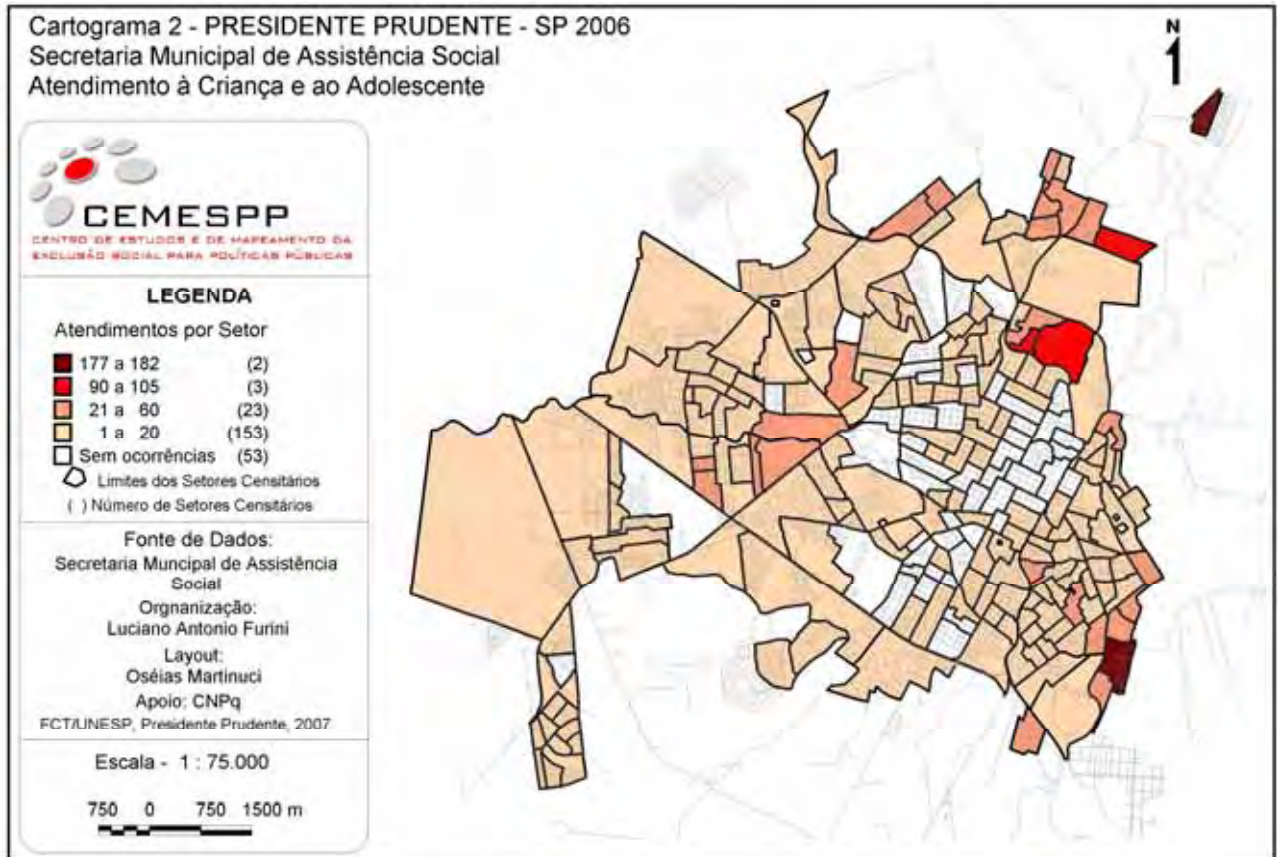 Cartograma 2 - PRESIDENTE PRUDENTE - SP 2006
Secretaria Municipal de Assistência Social
Atendimento à Criança e ao Adolescente
N
CEMESPP
CENTRO DE ESTUDOS E DE MAPEAMENTO DA
EXCLUSÃO SOCIAL PARA POLÍTICAS PÚBLICAS
LEGENDA
Atendimentos por Setor
177 a 182 (2)
90 a 105 (3)
21 a 60 (23)
1 a 20 (153)
Sem ocorrências (53)
Limites dos Setores Censitários
( ) Número de Setores Censitários
Fonte de Dados:
Secretaria Muncipal de Assistência
Social
Orgnanização:
Luciano Antonio Furini
Layout:
Oséias Martinuci
Apoio: CNPq
FCT/UNESP, Presidente Prudente, 2007
Escala - 1 : 75.000
750 0 750 1500 m